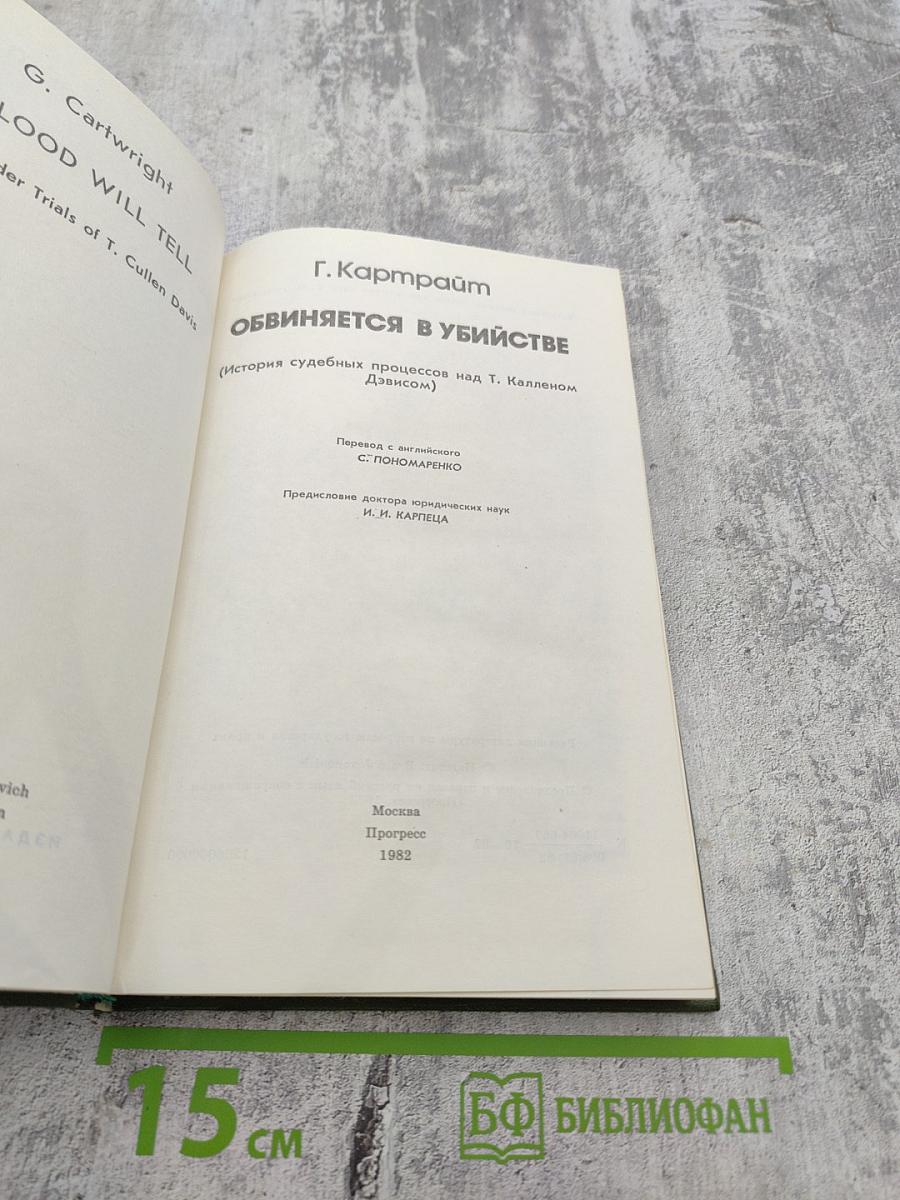 G. Cartwright
LOOD WILL TELL
der Trials of T. Cullen Davis
vich
Г. Картрайт
ОБВИНЯЕТСЯ В УБИЙСТВЕ
(История судебных процессов над Т. Калленом
Дэвисом)
Перевод с английского
С. ПОНОМАРЕНКО
Предисловие доктора юридических наук
И. И. КАРПЕЦА
Москва
Прогресс
1982
15 см
БФ БИБЛИОФАН